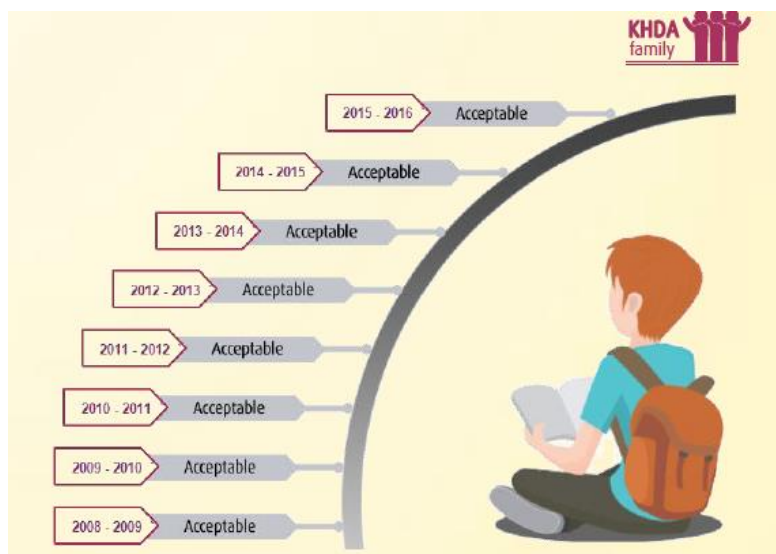 KHDA
family
2015 - 2016 Acceptable
2014 - 2015 Acceptable
2013 - 2014 Acceptable
2012 - 2013 Acceptable
2011 - 2012 Acceptable
2010 - 2011 Acceptable
2009 - 2010 Acceptable
2008 - 2009 Acceptable